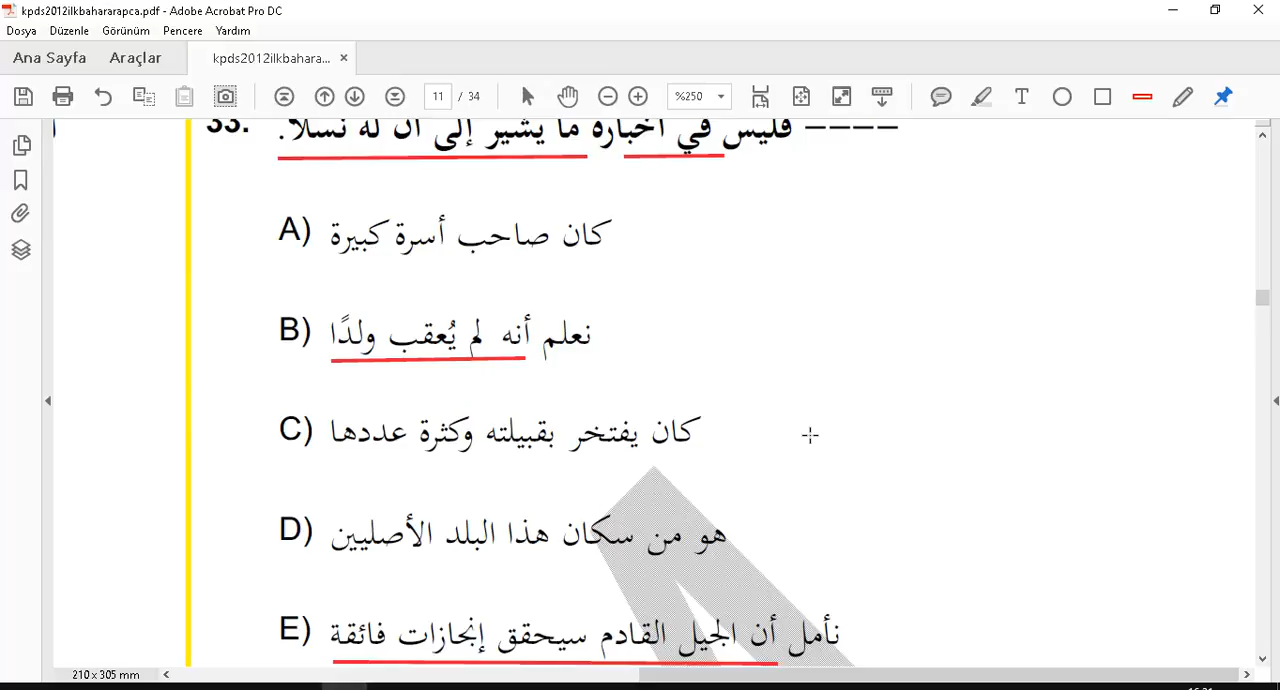 kpds2012ilkbahararapca.pdf - Adobe Acrobat Pro DC
Dosya Düzenle Görünüm Pencere Yardım
Ana Sayfa Araçlar kpds2012ilkbahara... ×
11 / 34 %250
33. ---- فليس في أخباره ما يشير إلى أن له نسلاً.
A) كان صاحب أسرة كبيرة
B) نعلم أنه لم يُعقب ولدًا
C) كان يفتخر بقبيلته وكثرة عددها
D) هو من سكان هذا البلد الأصليين
E) نأمل أن الجيل القادم سيحقق إنجازات فائقة
210 x 305 mm